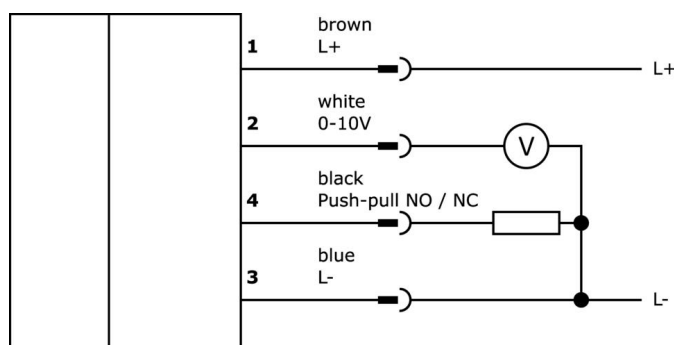 brown
1 L+
L+
white
2 0-10V
V
black
4 Push-pull NO / NC
blue
3 L-
L-